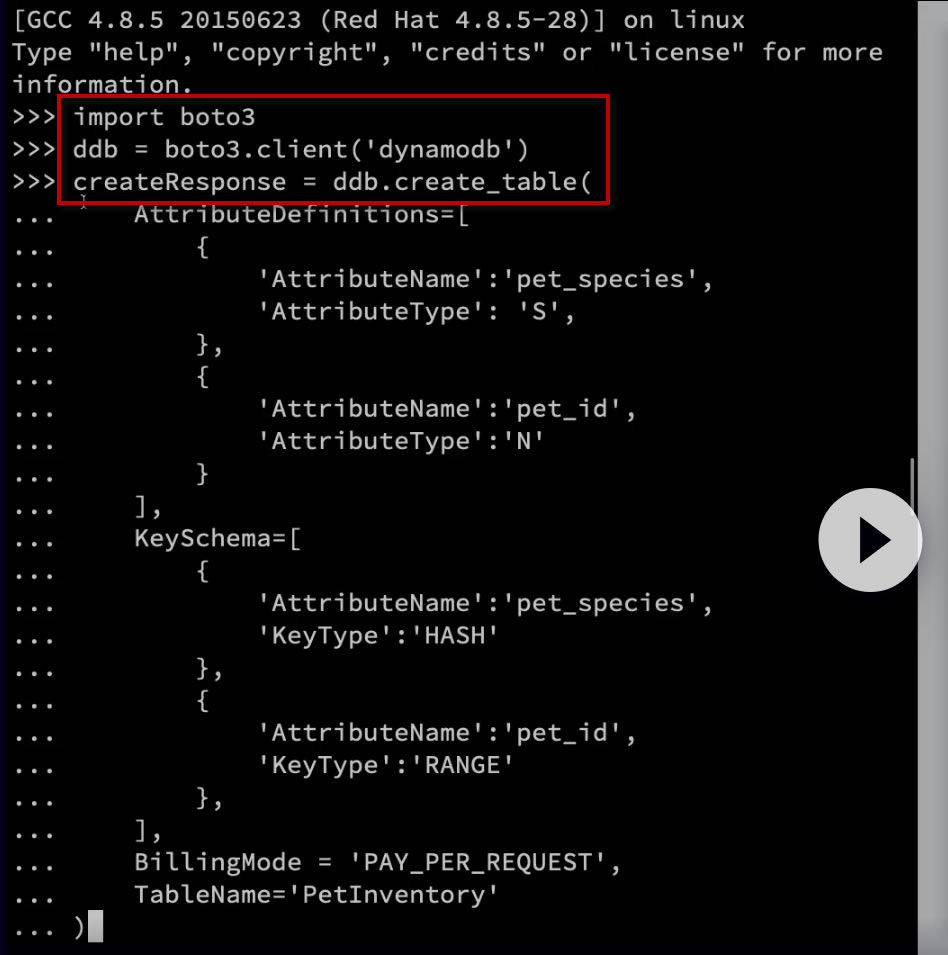 [GCC 4.8.5 20150623 (Red Hat 4.8.5-28)] on linux
Type "help", "copyright", "credits" or "license" for more
information.
>>> import boto3
>>> ddb = boto3.client('dynamodb')
>>> createResponse = ddb.create_table(
...     AttributeDefinitions=[
...         {
...             'AttributeName':'pet_species',
...             'AttributeType': 'S',
...         },
...         {
...             'AttributeName':'pet_id',
...             'AttributeType':'N'
...         }
...     ],
...     KeySchema=[
...         {
...             'AttributeName':'pet_species',
...             'KeyType':'HASH'
...         },
...         {
...             'AttributeName':'pet_id',
...             'KeyType':'RANGE'
...         },
...     ],
...     BillingMode = 'PAY_PER_REQUEST',
...     TableName='PetInventory'
... )